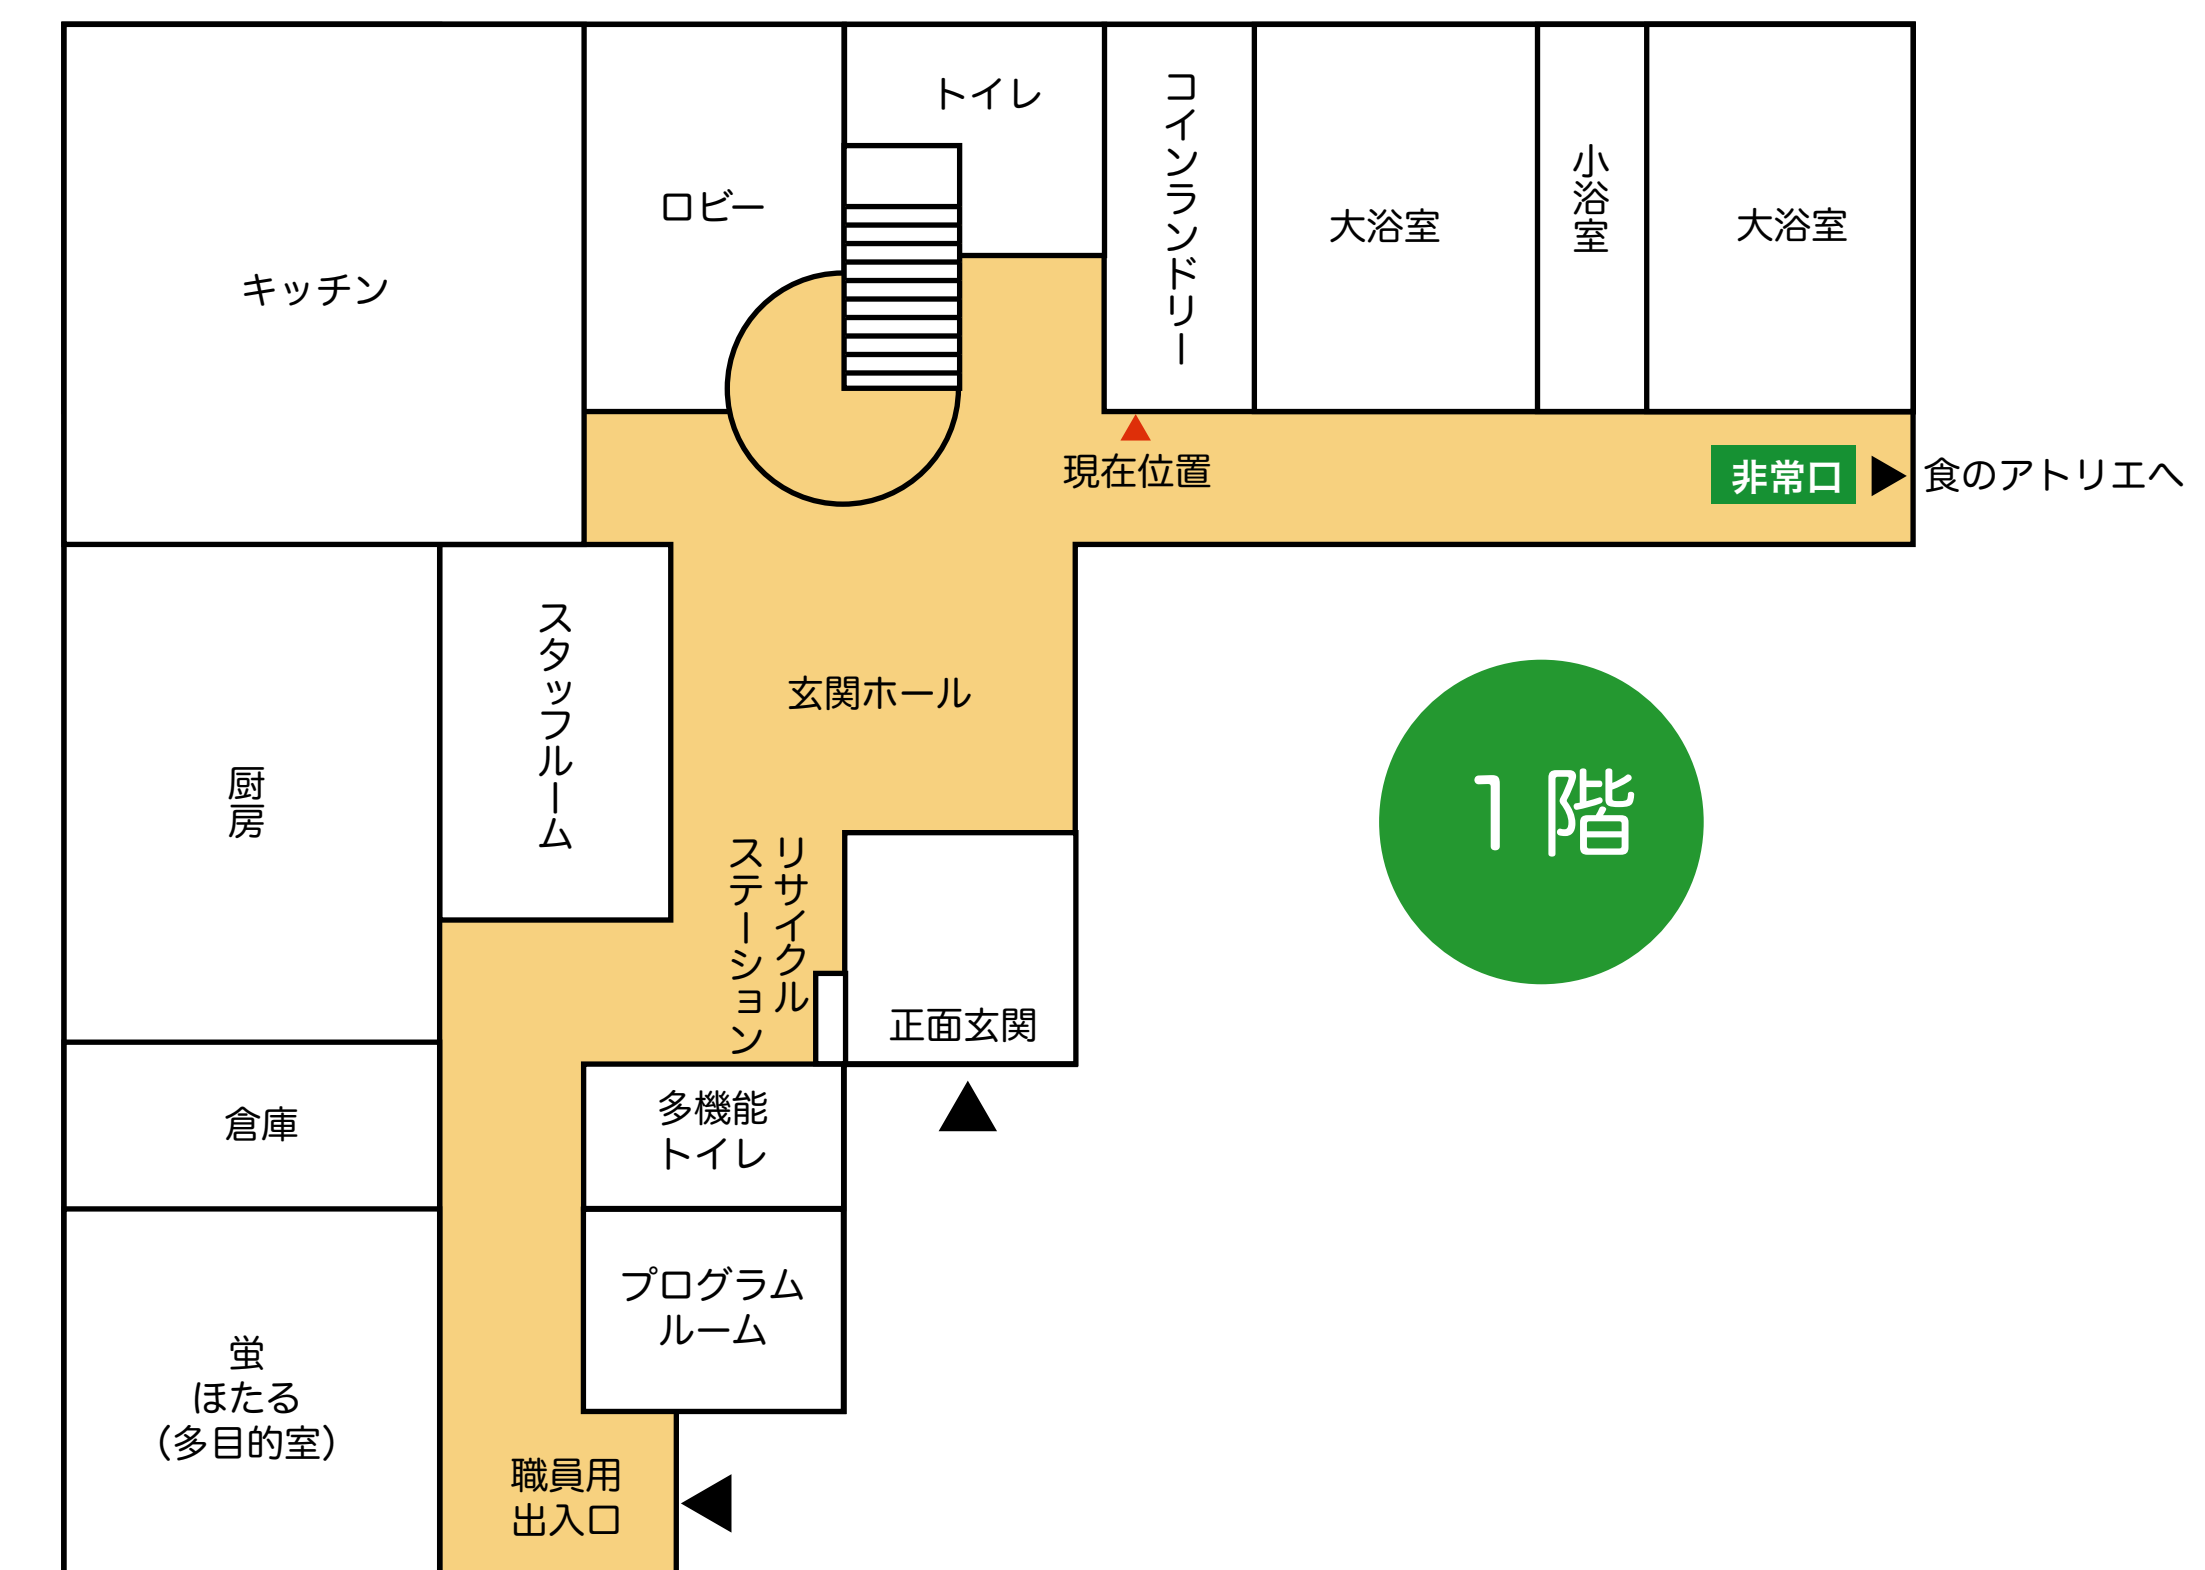 トイレ
コインランドリー
小浴室
ロビー
大浴室
大浴室
キッチン
現在位置
非常口
食のアトリエへ
スタッフルーム
玄関ホール
1階
厨房
リサイクル
ステーション
正面玄関
倉庫
多機能
トイレ
プログラム
ルーム
蛍
ほたる
（多目的室）
職員用
出入口